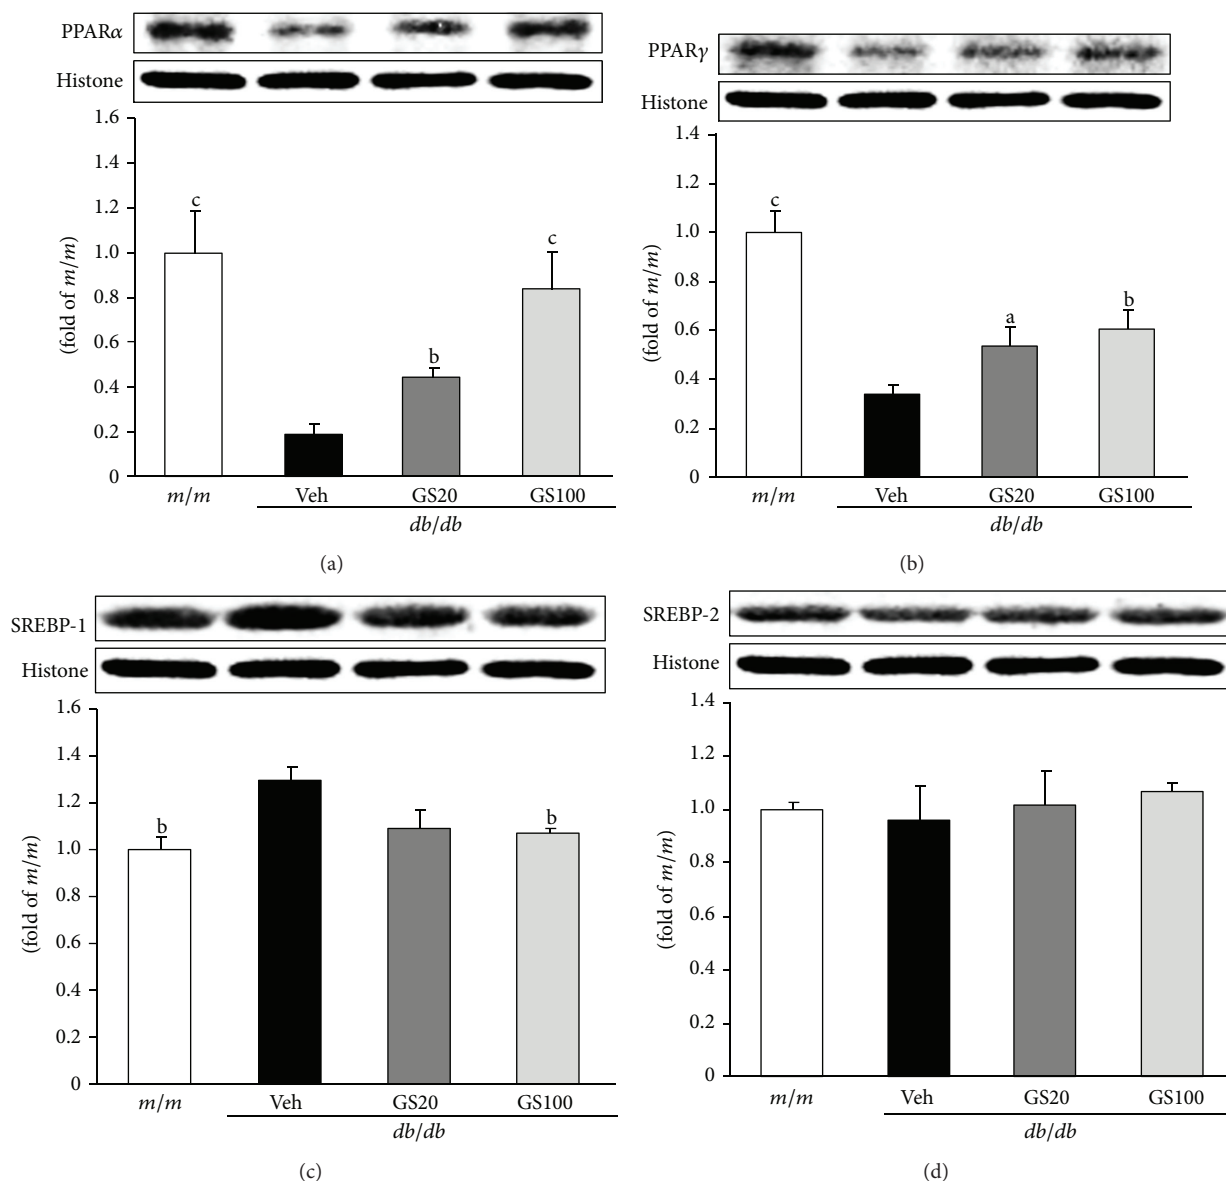 PPARα
Histone
1.6
1.4
1.2
1.0
0.8
0.6
0.4
0.2
0
(fold of m/m)
c
b
c
m/m Veh GS20 GS100
db/db
(a)
PPARγ
Histone
1.4
1.2
1.0
0.8
0.6
0.4
0.2
0
(fold of m/m)
c
a
b
m/m Veh GS20 GS100
db/db
(b)
SREBP-1
Histone
1.6
1.4
1.2
1.0
0.8
0.6
0.4
0.2
0
(fold of m/m)
b
b
m/m Veh GS20 GS100
db/db
(c)
SREBP-2
Histone
1.4
1.2
1.0
0.8
0.6
0.4
0.2
0
(fold of m/m)
m/m Veh GS20 GS100
db/db
(d)